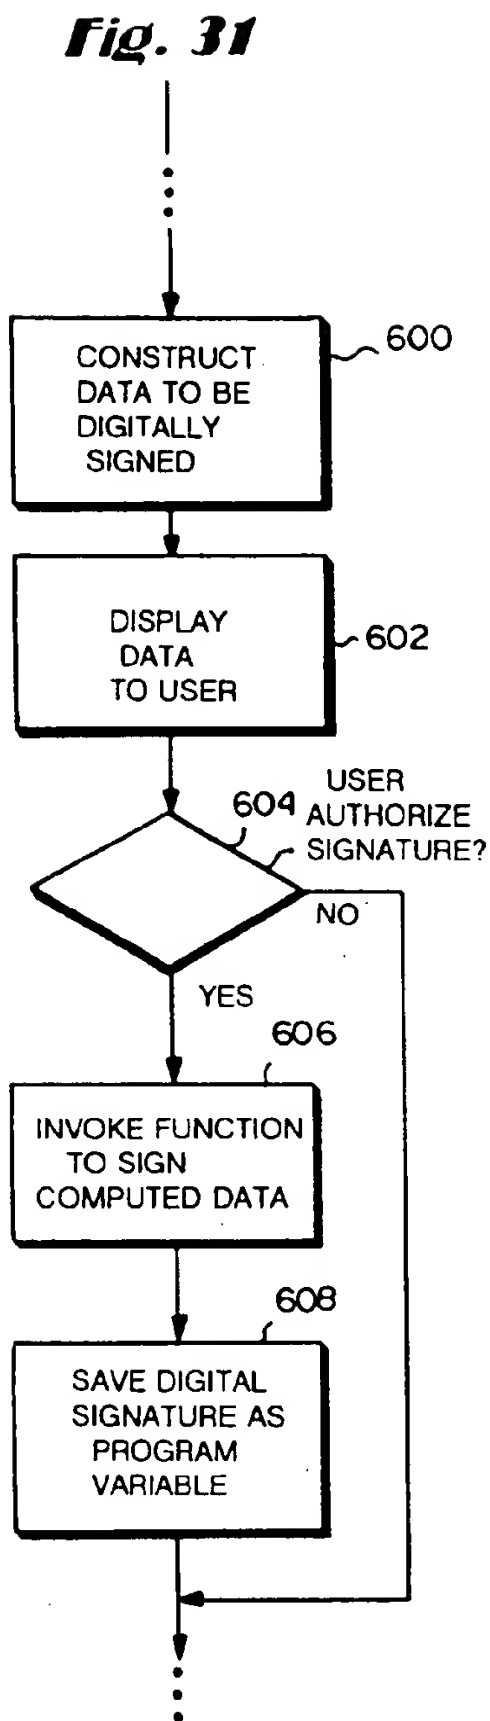 Fig. 31
CONSTRUCT
DATA TO BE
DIGITALLY
SIGNED
600
DISPLAY
DATA
TO USER
602
604
USER
AUTHORIZE
SIGNATURE?
NO
YES
606
INVOKE FUNCTION
TO SIGN
COMPUTED DATA
608
SAVE DIGITAL
SIGNATURE AS
PROGRAM
VARIABLE